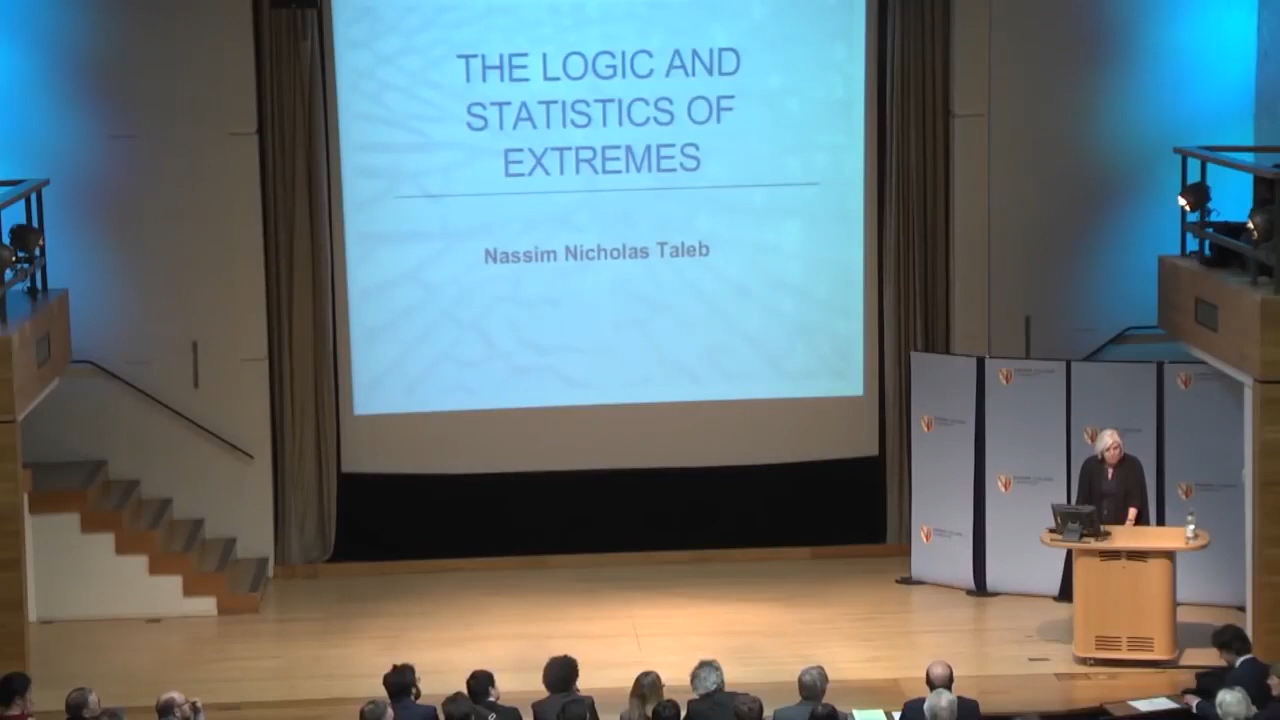 THE LOGIC AND
STATISTICS OF
EXTREMES
Nassim Nicholas Taleb